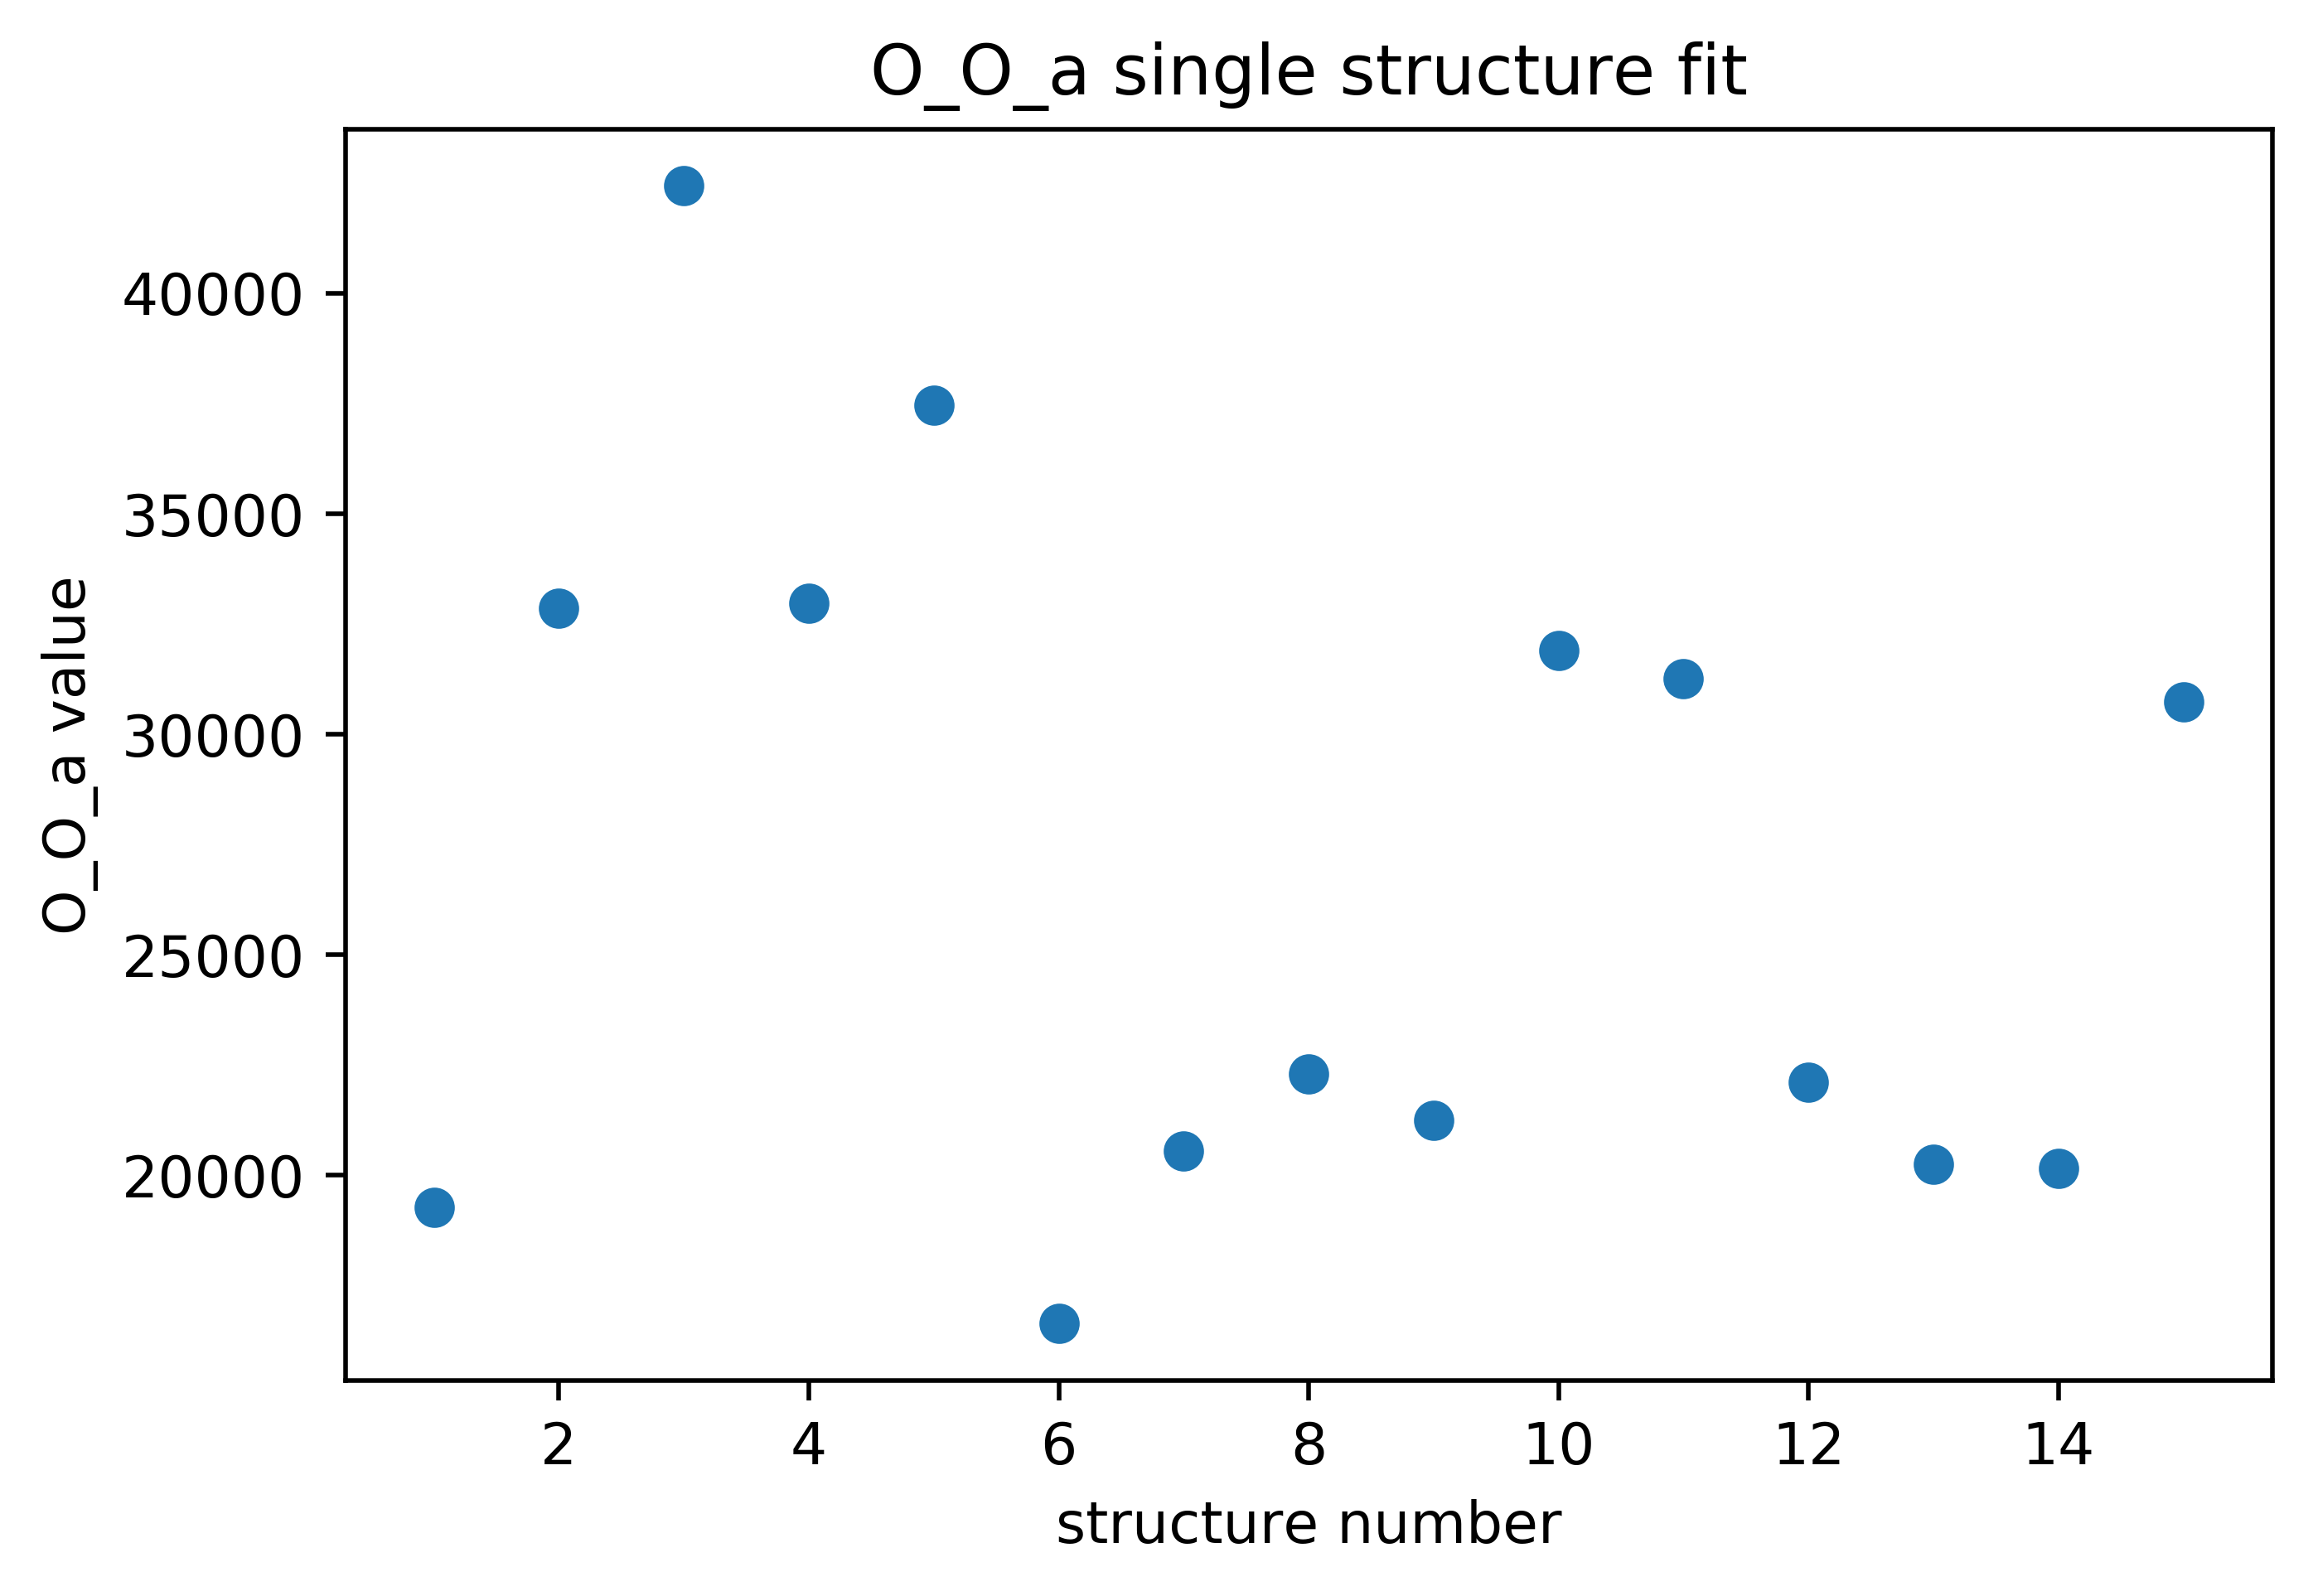 O_O_a single structure fit
O_O_a value
40000
35000
30000
25000
20000
2 4 6 8 10 12 14
structure number